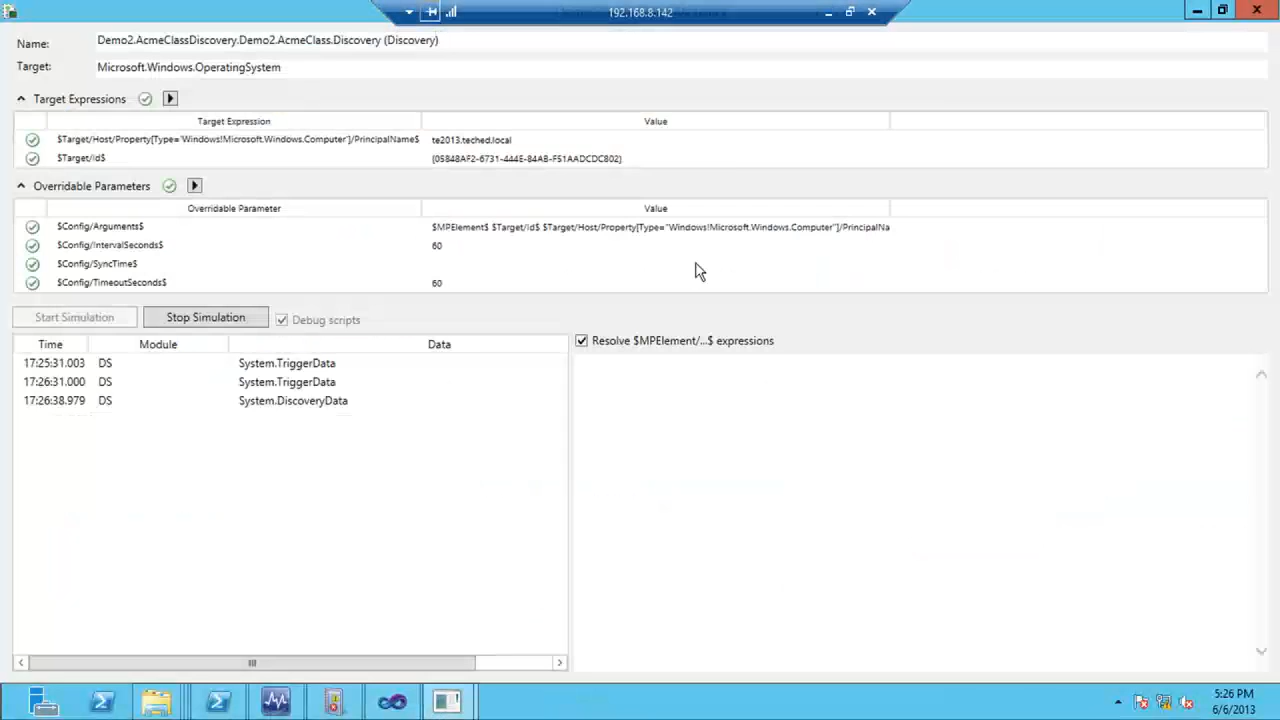 192.168.8.142
Name: Demo2.AcmeClassDiscovery.Demo2.AcmeClass.Discovery (Discovery)
Target: Microsoft.Windows.OperatingSystem
Target Expressions
Target Expression Value
$Target/Host/Property[Type='Windows!Microsoft.Windows.Computer']/PrincipalName$ te2013.teched.local
$Target/Id$ {05848AF2-6731-444E-84AB-F51AADCDC802}
Overridable Parameters
Overridable Parameter Value
$Config/Arguments$ $MPElement$ $Target/Id$ $Target/Host/Property[Type="Windows!Microsoft.Windows.Computer"]/PrincipalNa
$Config/IntervalSeconds$ 60
$Config/SyncTime$
$Config/TimeoutSeconds$ 60
Start Simulation Stop Simulation Debug scripts
Time Module Data
Resolve $MPElement/...$ expressions
17:25:31.003 DS System.TriggerData
17:26:31.000 DS System.TriggerData
17:26:38.979 DS System.DiscoveryData
5:26 PM
6/6/2013